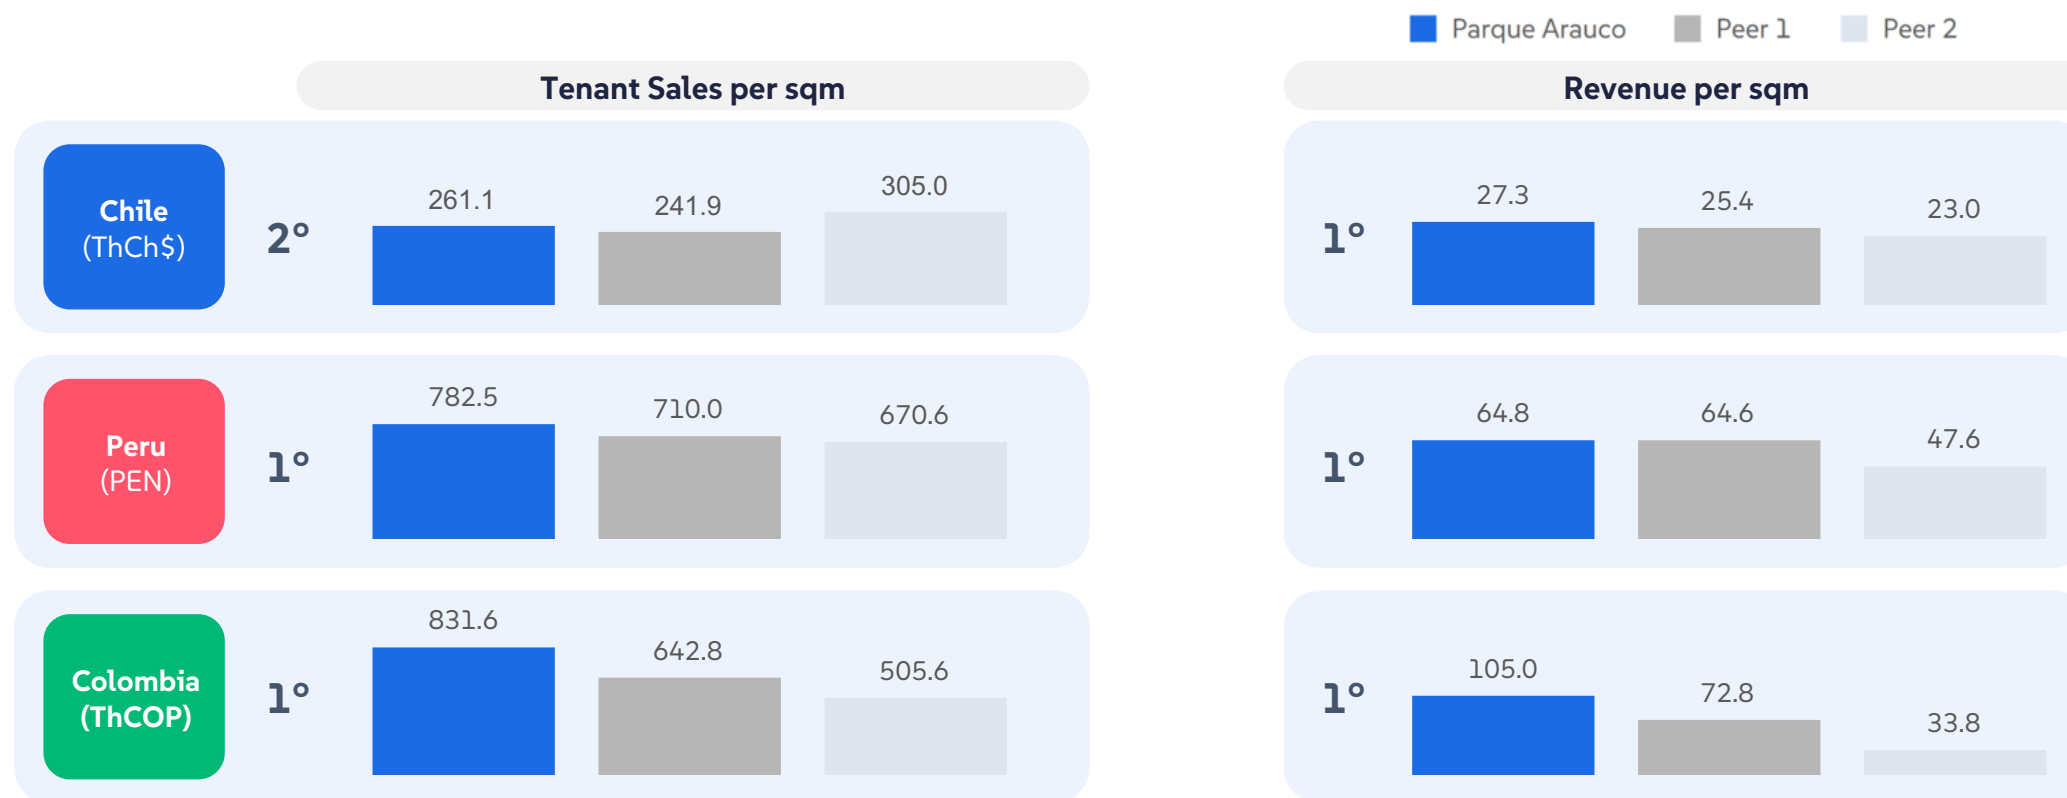 Parque Arauco Peer 1 Peer 2
Tenant Sales per sqm
Revenue per sqm
Chile
(ThCh$)
2°
261.1
241.9
305.0
1°
27.3
25.4
23.0
Peru
(PEN)
1°
782.5
710.0
670.6
1°
64.8
64.6
47.6
Colombia
(ThCOP)
1°
831.6
642.8
505.6
1°
105.0
72.8
33.8